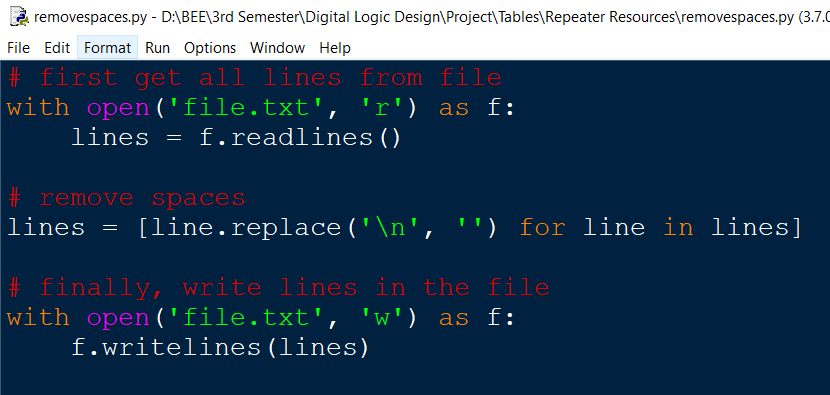 removespaces.py - D:\BEE\3rd Semester\Digital Logic Design\Project\Tables\Repeater Resources\removespaces.py (3.7.0
File Edit Format Run Options Window Help
# first get all lines from file
with open('file.txt', 'r') as f:
    lines = f.readlines()
# remove spaces
lines = [line.replace('\n', '') for line in lines]
# finally, write lines in the file
with open('file.txt', 'w') as f:
    f.writelines(lines)